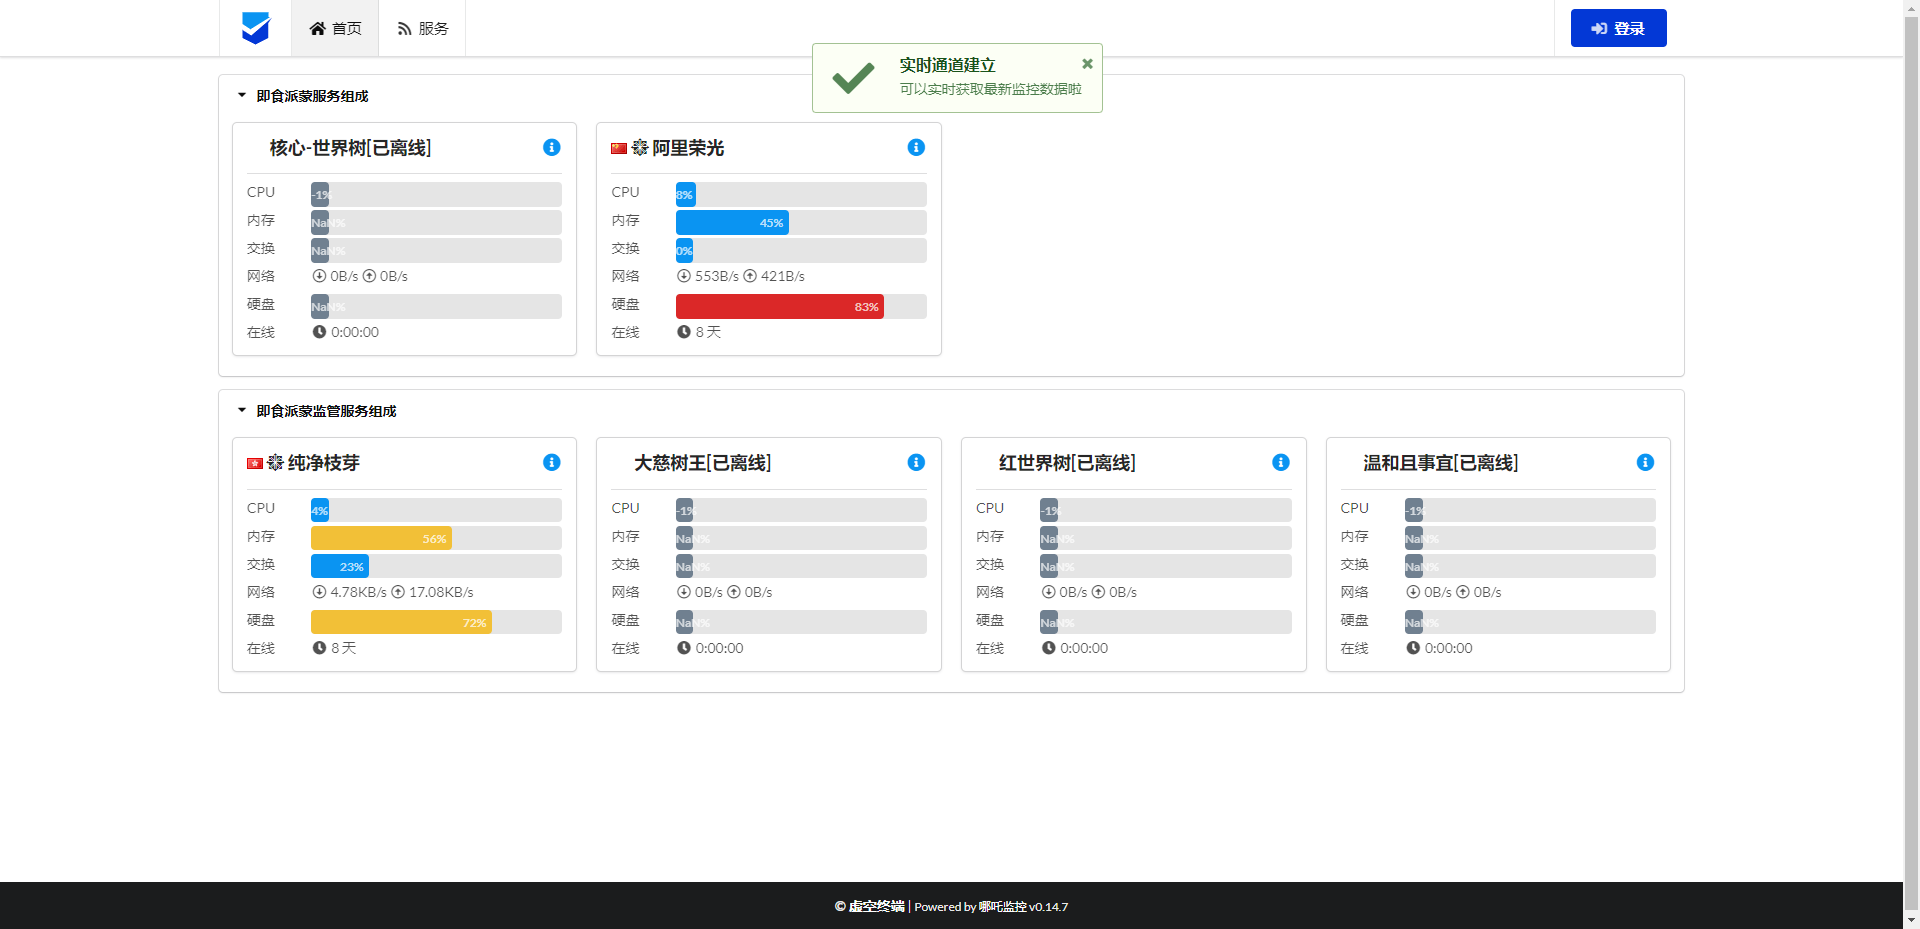 首页
服务
登录
实时通道建立
可以实时获取最新监控数据啦
即食派蒙服务组成
核心-世界树[已离线]
CPU -1%
内存 NaN%
交换 NaN%
网络 0B/s 0B/s
硬盘 NaN%
在线 0:00:00
阿里荣光
CPU 8%
内存 45%
交换 0%
网络 553B/s 421B/s
硬盘 83%
在线 8 天
即食派蒙监管服务组成
纯净枝芽
CPU 4%
内存 56%
交换 23%
网络 4.78KB/s 17.08KB/s
硬盘 72%
在线 8 天
大慈树王[已离线]
CPU -1%
内存 NaN%
交换 NaN%
网络 0B/s 0B/s
硬盘 NaN%
在线 0:00:00
红世界树[已离线]
CPU -1%
内存 NaN%
交换 NaN%
网络 0B/s 0B/s
硬盘 NaN%
在线 0:00:00
温和且事宜[已离线]
CPU -1%
内存 NaN%
交换 NaN%
网络 0B/s 0B/s
硬盘 NaN%
在线 0:00:00
© 虚空终端 | Powered by 哪吒监控 v0.14.7